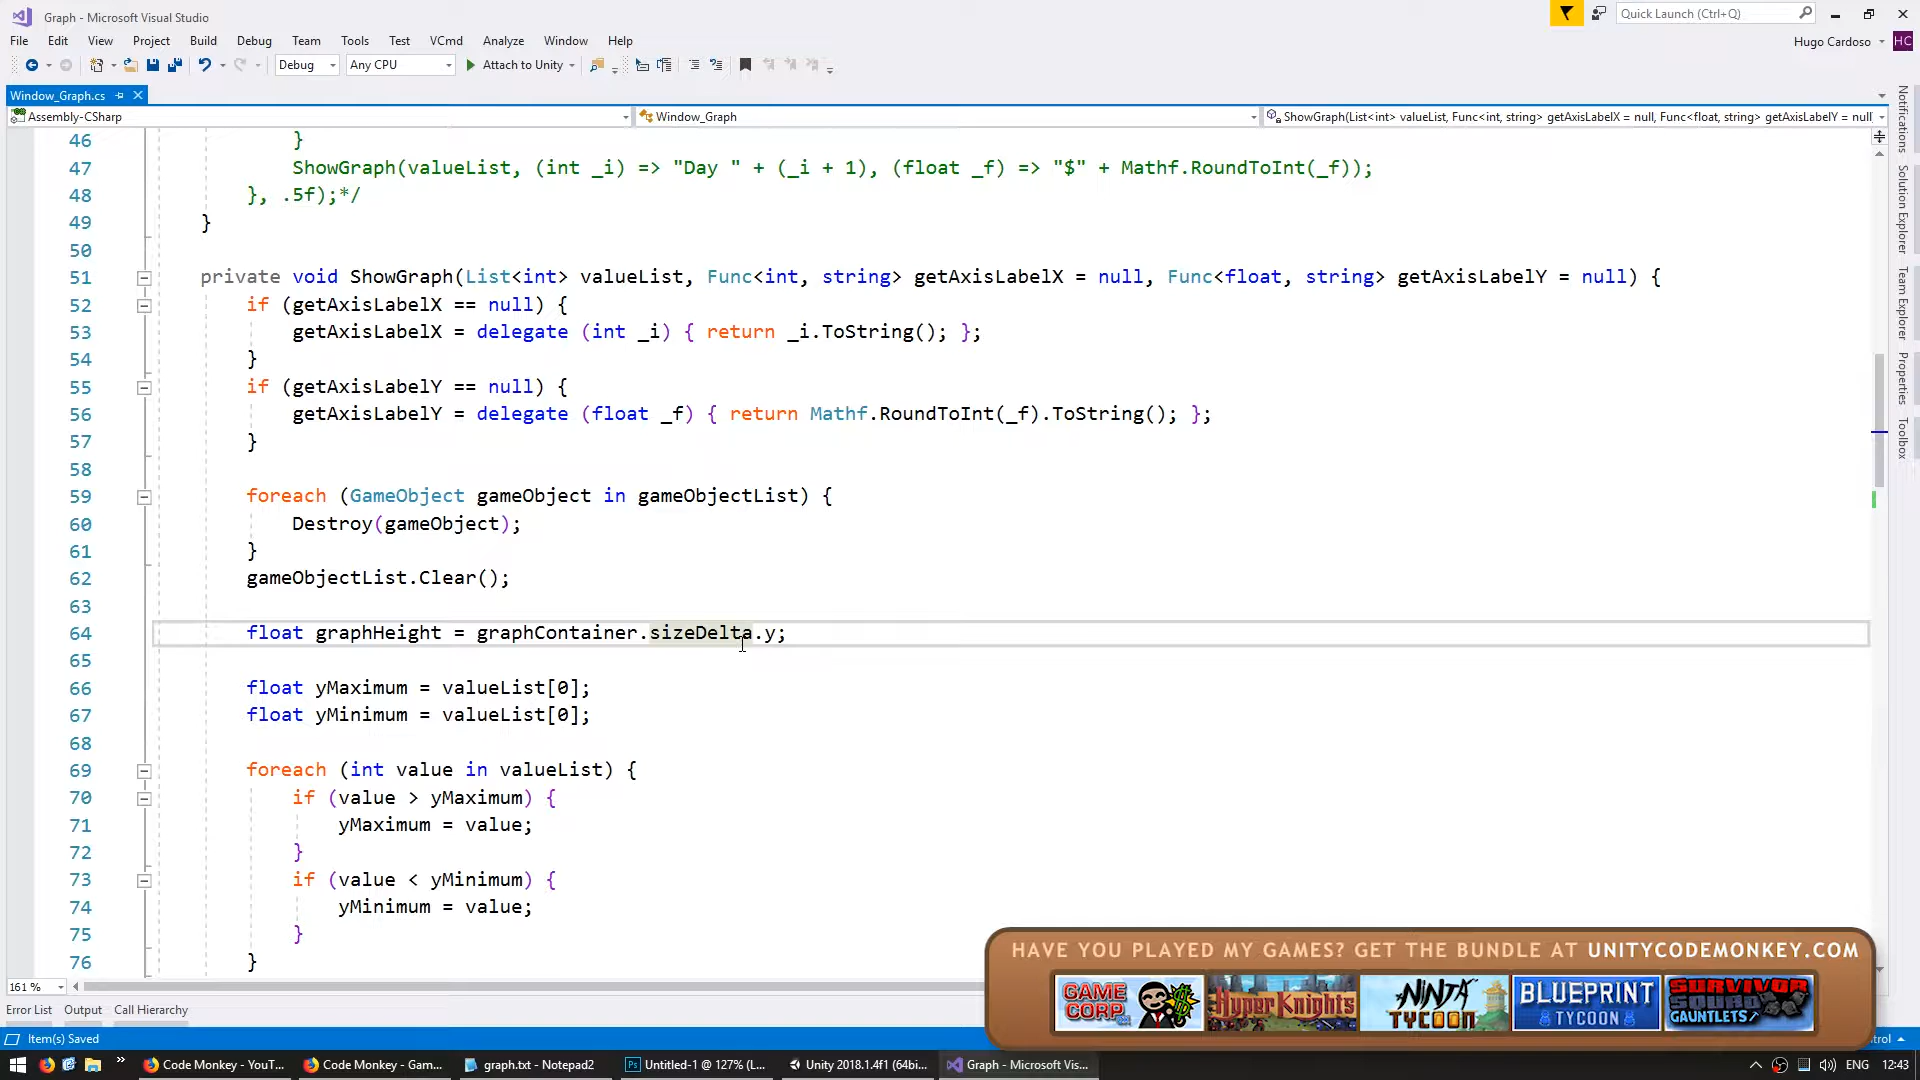 Graph - Microsoft Visual Studio
Quick Launch (Ctrl+Q)
File Edit View Project Build Debug Team Tools Test VCmd Analyze Window Help
Hugo Cardoso HC
Debug Any CPU Attach to Unity
Window_Graph.cs
Assembly-CSharp Window_Graph ShowGraph(List<int> valueList, Func<int, string> getAxisLabelX = null, Func<float, string> getAxisLabelY = null
46 }
47 ShowGraph(valueList, (int _i) => "Day " + (_i + 1), (float _f) => "$" + Mathf.RoundToInt(_f));
48 }, .5f);*/
49 }
50
51 private void ShowGraph(List<int> valueList, Func<int, string> getAxisLabelX = null, Func<float, string> getAxisLabelY = null) {
52 if (getAxisLabelX == null) {
53 getAxisLabelX = delegate (int _i) { return _i.ToString(); };
54 }
55 if (getAxisLabelY == null) {
56 getAxisLabelY = delegate (float _f) { return Mathf.RoundToInt(_f).ToString(); };
57 }
58
59 foreach (GameObject gameObject in gameObjectList) {
60 Destroy(gameObject);
61 }
62 gameObjectList.Clear();
63
64 float graphHeight = graphContainer.sizeDelta.y;
65
66 float yMaximum = valueList[0];
67 float yMinimum = valueList[0];
68
69 foreach (int value in valueList) {
70 if (value > yMaximum) {
71 yMaximum = value;
72 }
73 if (value < yMinimum) {
74 yMinimum = value;
75 }
76 }
Notifications
Solution Explorer
Team Explorer
Properties
Toolbox
HAVE YOU PLAYED MY GAMES? GET THE BUNDLE AT UNITYCODEMONKEY.COM
GAME CORP DX HyperKnights NINJA TYCOON BLUEPRINT TYCOON SURVIVOR SQUAD GAUNTLETS
161 %
Error List Output Call Hierarchy
Item(s) Saved
trol
Code Monkey - YouT... Code Monkey - Gam... graph.txt - Notepad2 Untitled-1 @ 127% (L... Unity 2018.1.4f1 (64bi... Graph - Microsoft Vis... ENG 12:43